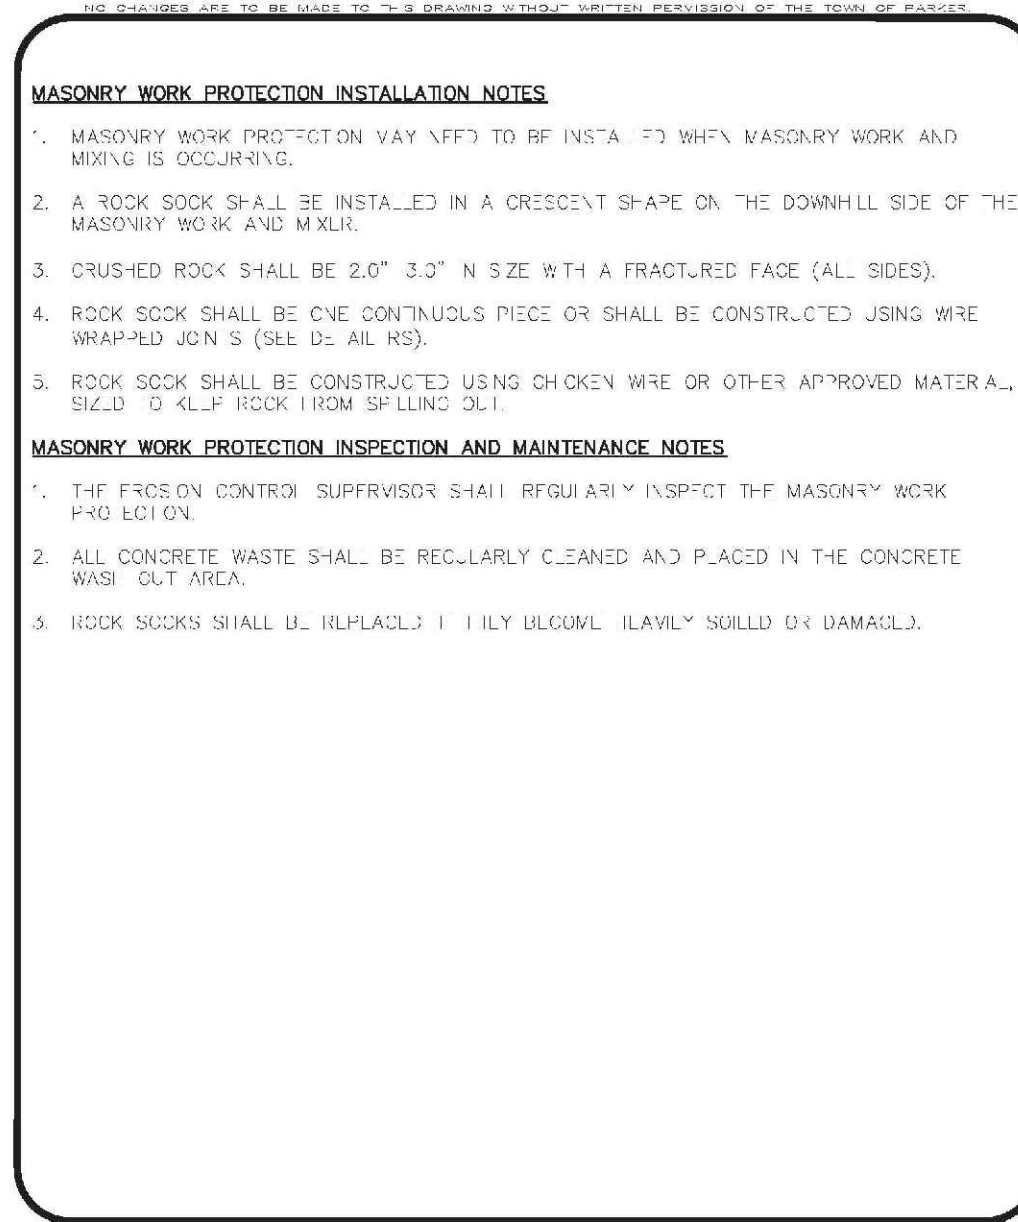 NO CHANGES ARE TO BE MADE TO THIS DRAWING WITHOUT WRITTEN PERMISSION OF THE TOWN OF PARKER.
MASONRY WORK PROTECTION INSTALLATION NOTES
1. MASONRY WORK PROTECTION MAY NEED TO BE INSTALLED WHEN MASONRY WORK AND
MIXING IS OCCURRING.
2. A ROCK SOCK SHALL BE INSTALLED IN A CRESCENT SHAPE ON THE DOWNHILL SIDE OF THE
MASONRY WORK AND MIXER.
3. CRUSHED ROCK SHALL BE 2.0" 3.0" IN SIZE WITH A FRACTURED FACE (ALL SIDES).
4. ROCK SOCK SHALL BE ONE CONTINUOUS PIECE OR SHALL BE CONSTRUCTED USING WIRE
WRAPPED JOINTS (SEE DETAIL RS).
5. ROCK SOCK SHALL BE CONSTRUCTED USING CHICKEN WIRE OR OTHER APPROVED MATERIAL,
SIZED TO KEEP ROCK FROM SPILLING OUT.
MASONRY WORK PROTECTION INSPECTION AND MAINTENANCE NOTES
1. THE EROSION CONTROL SUPERVISOR SHALL REGULARLY INSPECT THE MASONRY WORK
PROTECTION.
2. ALL CONCRETE WASTE SHALL BE REGULARLY CLEANED AND PLACED IN THE CONCRETE
WASH OUT AREA.
3. ROCK SOCKS SHALL BE REPLACED IF THEY BECOME HEAVILY SOILED OR DAMAGED.